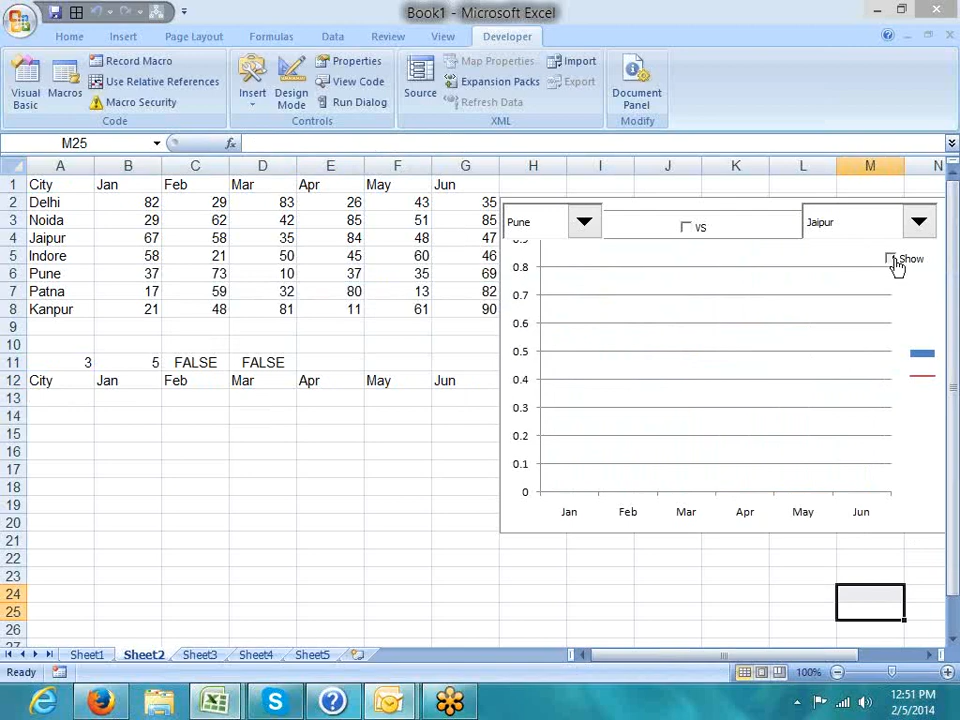 Book1 - Microsoft Excel
Home Insert Page Layout Formulas Data Review View Developer
Visual Basic
Macros
Record Macro
Use Relative References
Macro Security
Code
Insert
Design Mode
Properties
View Code
Run Dialog
Controls
Source
Map Properties
Expansion Packs
Refresh Data
Import
Export
XML
Document Panel
Modify
M25 fx
A B C D E F G H I J K L M N
1 City Jan Feb Mar Apr May Jun
2 Delhi 82 29 83 26 43 35
3 Noida 29 62 42 85 51 85
4 Jaipur 67 58 35 84 48 47
5 Indore 58 21 50 45 60 46
6 Pune 37 73 10 37 35 69
7 Patna 17 59 32 80 13 82
8 Kanpur 21 48 81 11 61 90
9
10
11 3 5 FALSE FALSE
12 City Jan Feb Mar Apr May Jun
13
14
15
16
17
18
19
20
21
22
23
24
25
26
Pune VS Jaipur
Show
0.8
0.7
0.6
0.5
0.4
0.3
0.2
0.1
0
Jan Feb Mar Apr May Jun
Sheet1 Sheet2 Sheet3 Sheet4 Sheet5
Ready 100%
12:51 PM
2/5/2014